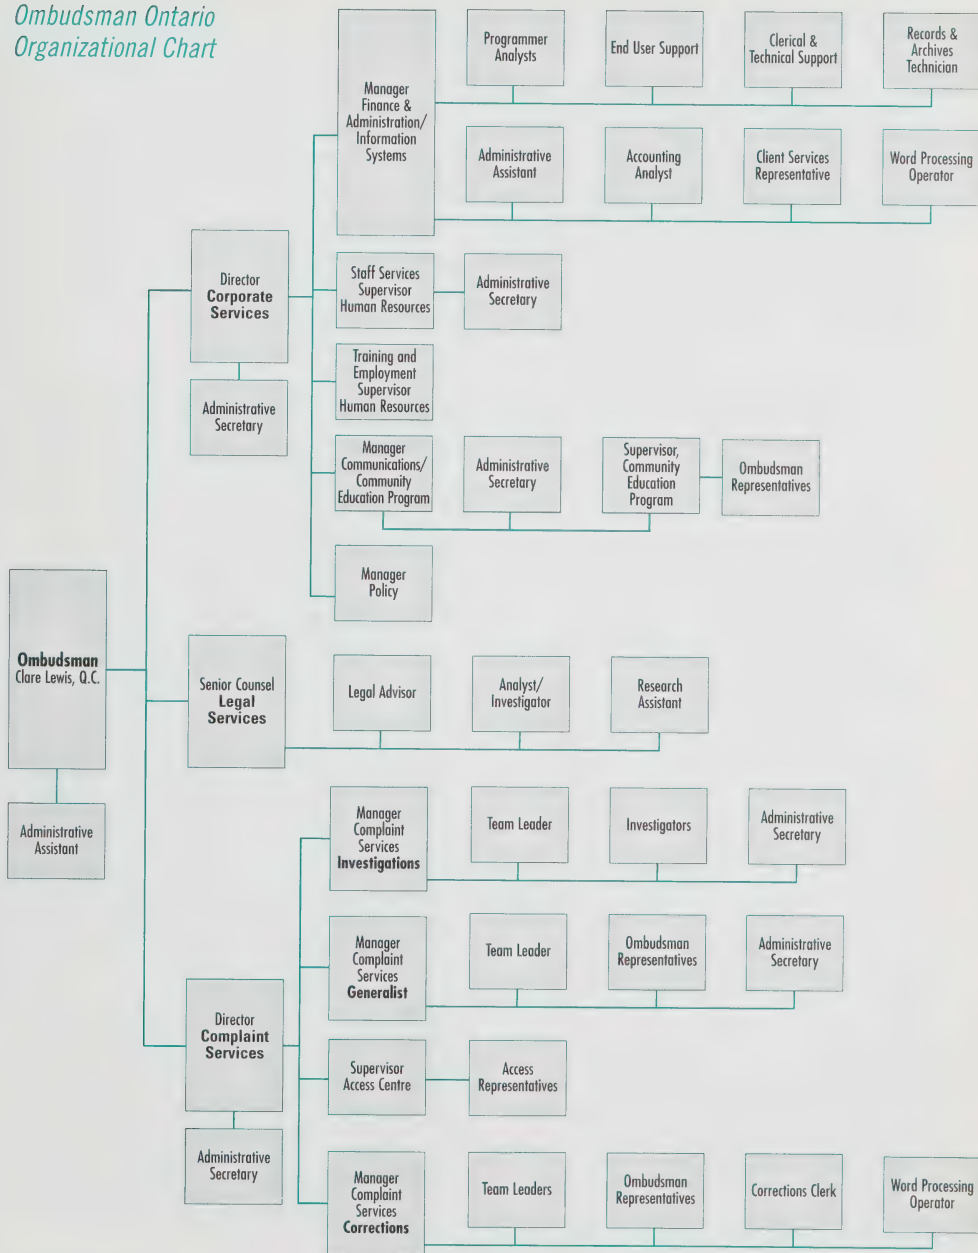 Ombudsman Ontario
Organizational Chart
Manager
Finance &
Administration/
Information
Systems
Programmer
Analysts
End User Support
Clerical &
Technical Support
Records &
Archives
Technician
Administrative
Assistant
Accounting
Analyst
Client Services
Representative
Word Processing
Operator
Director
Corporate
Services
Administrative
Secretary
Staff Services
Supervisor
Human Resources
Administrative
Secretary
Training and
Employment
Supervisor
Human Resources
Manager
Communications/
Community
Education Program
Administrative
Secretary
Supervisor,
Community
Education
Program
Ombudsman
Representatives
Manager
Policy
Ombudsman
Clare Lewis, Q.C.
Administrative
Assistant
Senior Counsel
Legal
Services
Legal Advisor
Analyst/
Investigator
Research
Assistant
Director
Complaint
Services
Administrative
Secretary
Manager
Complaint
Services
Investigations
Team Leader
Investigators
Administrative
Secretary
Manager
Complaint
Services
Generalist
Team Leader
Ombudsman
Representatives
Administrative
Secretary
Supervisor
Access Centre
Access
Representatives
Manager
Complaint
Services
Corrections
Team Leaders
Ombudsman
Representatives
Corrections Clerk
Word Processing
Operator